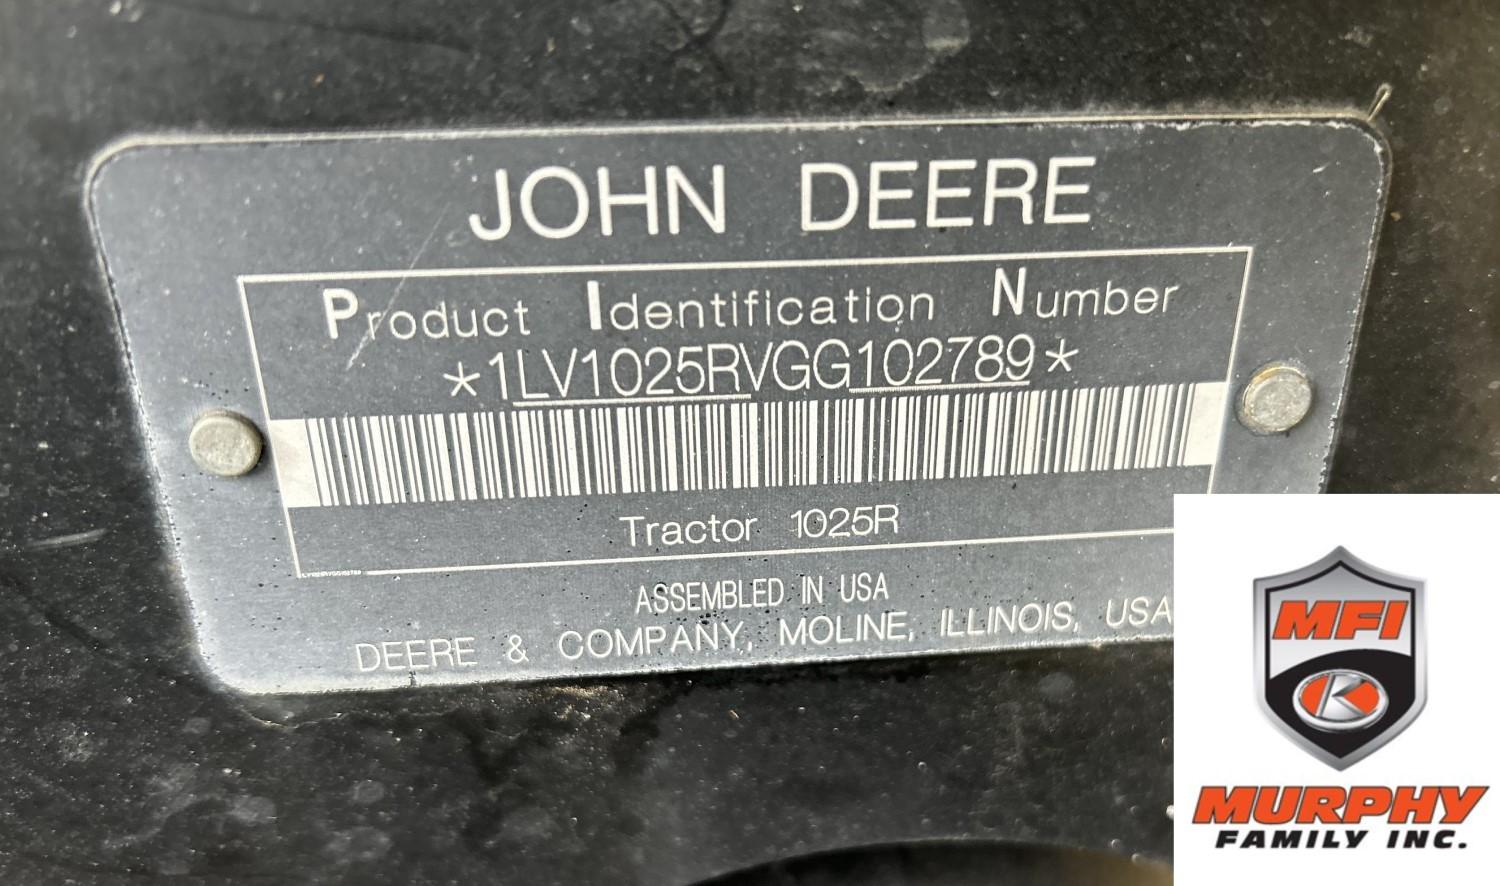 JOHN DEERE
Product Identification Number
*1LV1025RVGG102789*
Tractor 1025R
ASSEMBLED IN USA
DEERE & COMPANY, MOLINE, ILLINOIS, USA
MFI
K
MURPHY
FAMILY INC.